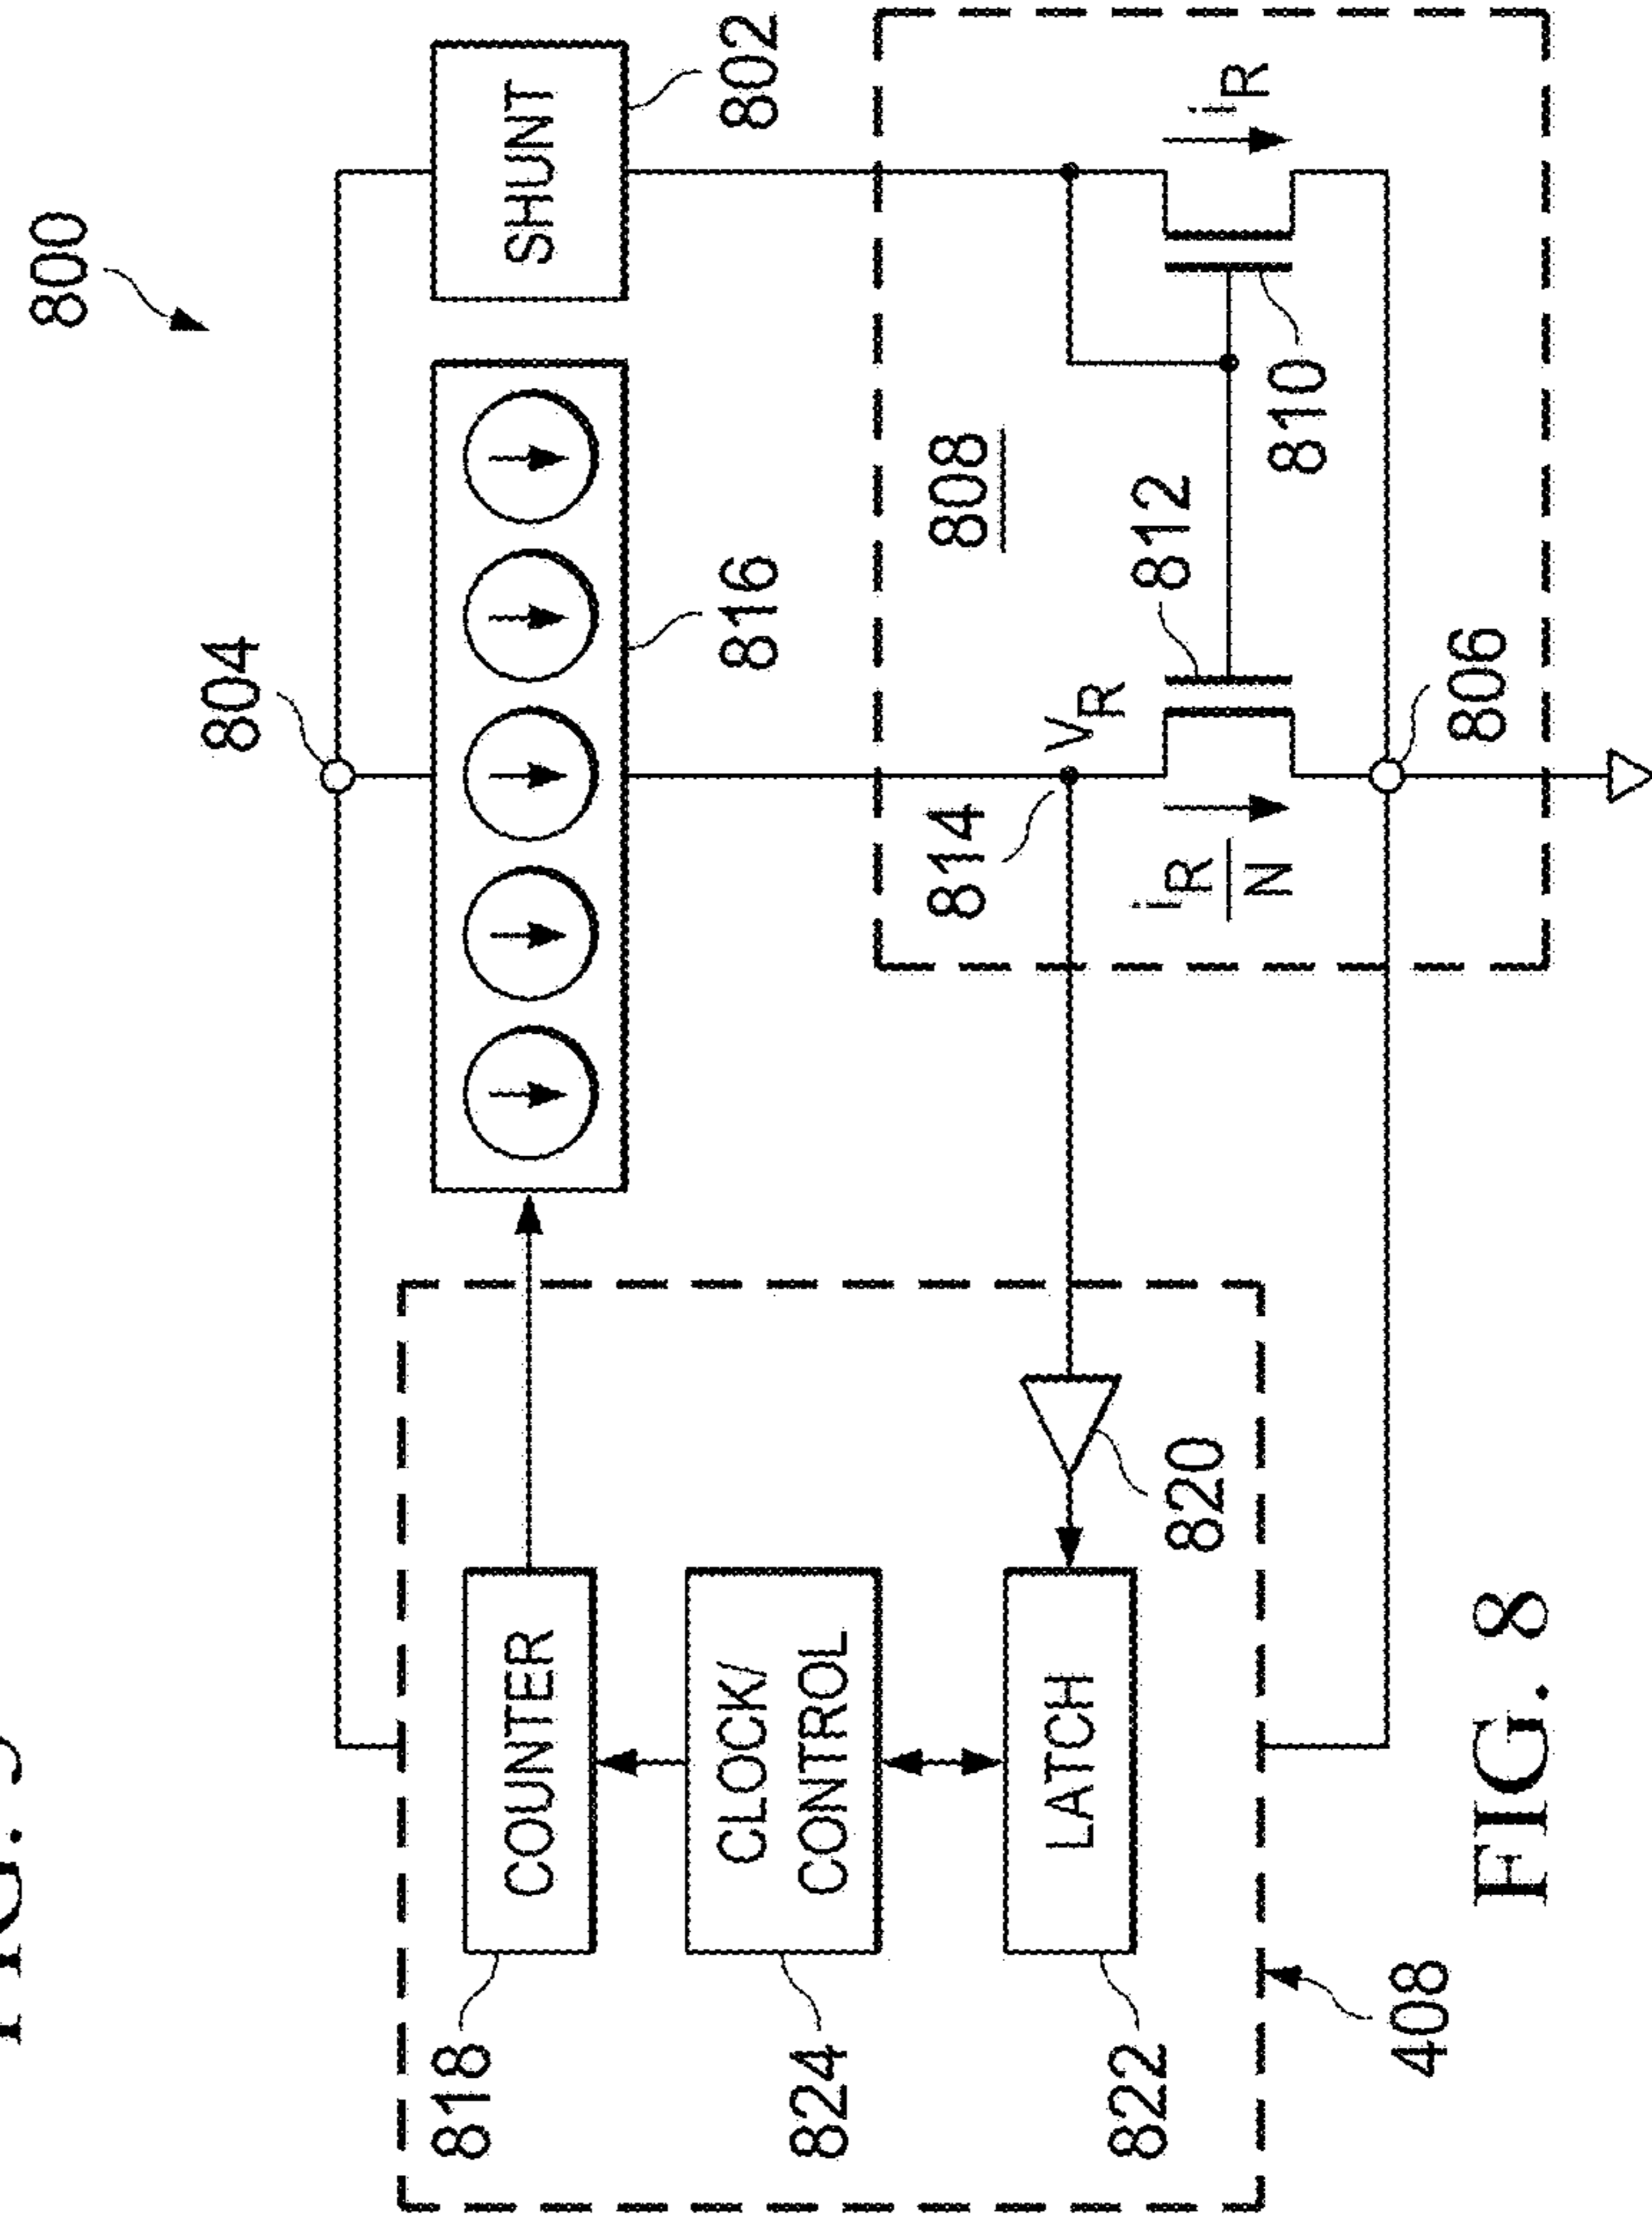 800
804
SHUNT
802
816
COUNTER
818
CLOCK/
CONTROL
824
LATCH
822
820
408
808
814
V_R
812
810
i_R
i_R
N
806
FIG. 8